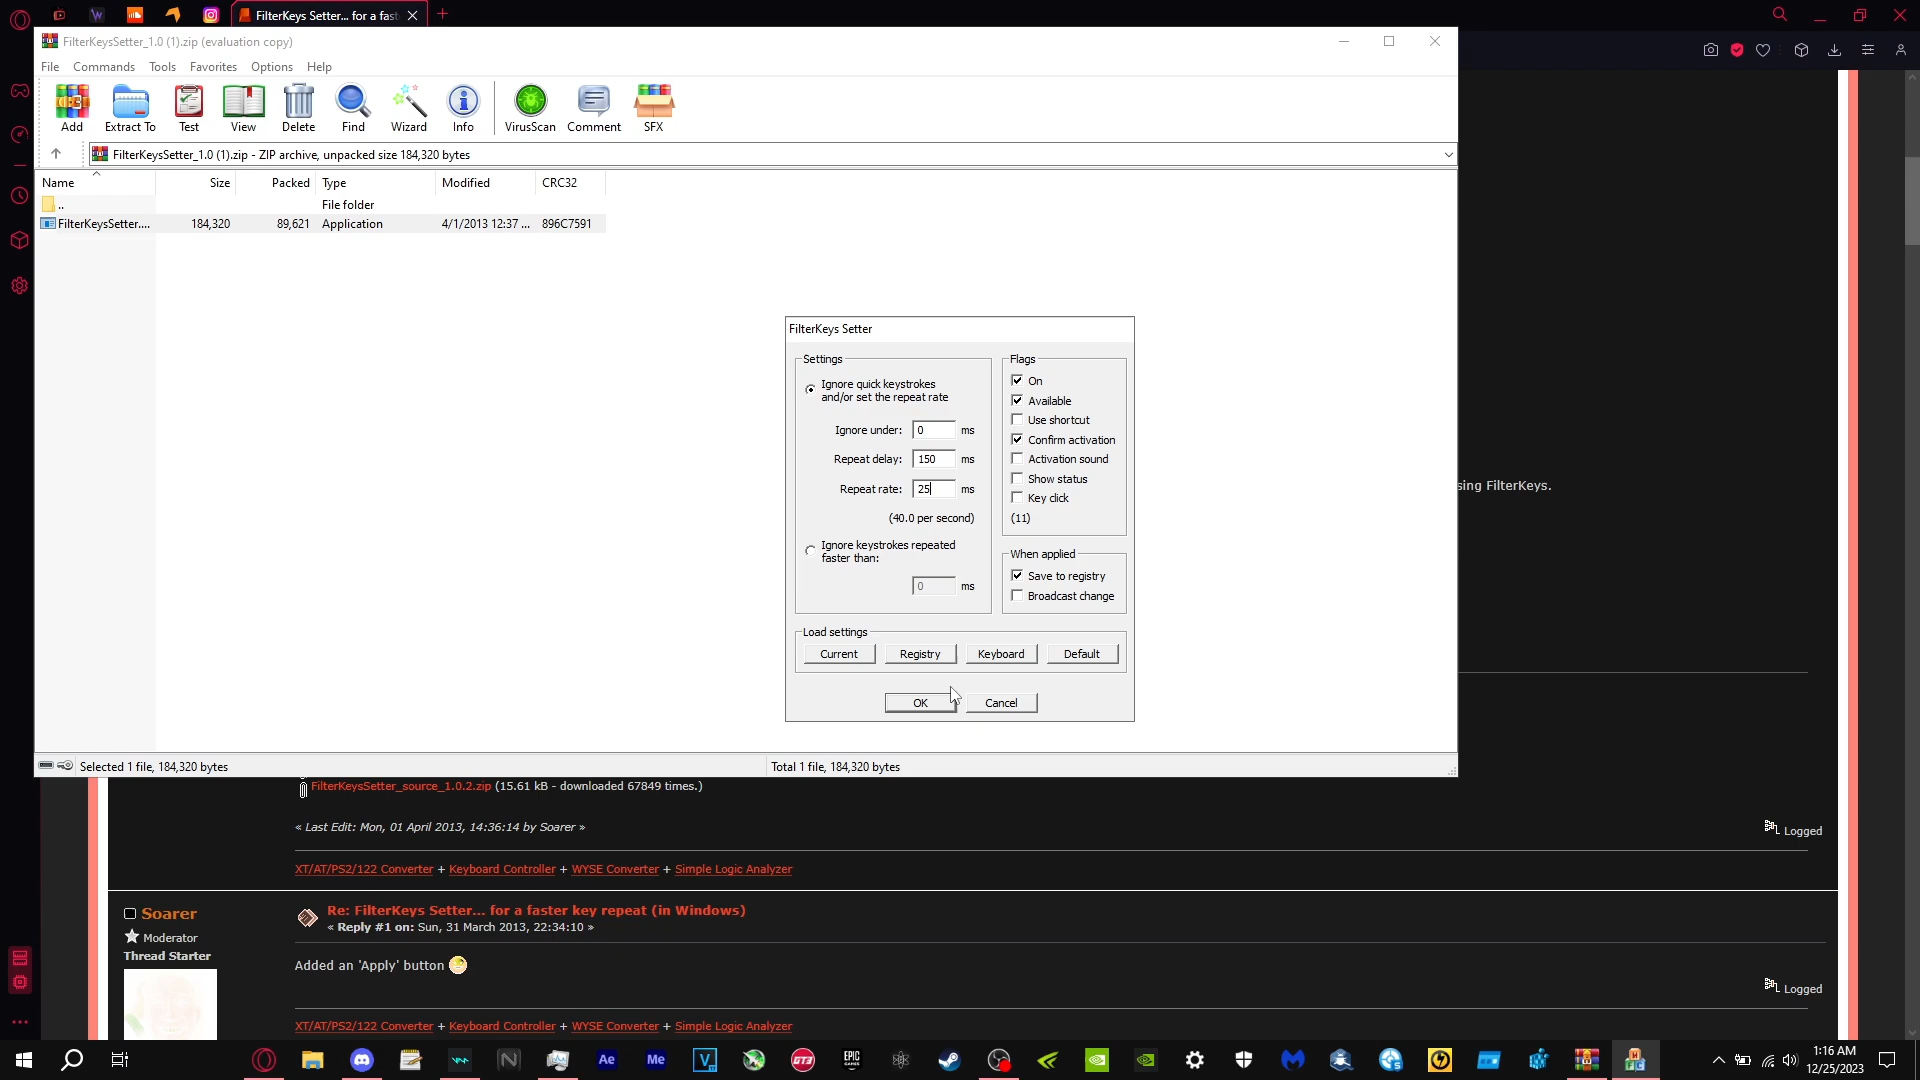 FilterKeys Setter... for a fast
FilterKeysSetter_1.0 (1).zip (evaluation copy)
File Commands Tools Favorites Options Help
Add Extract To Test View Delete Find Wizard Info VirusScan Comment SFX
FilterKeysSetter_1.0 (1).zip - ZIP archive, unpacked size 184,320 bytes
Name Size Packed Type Modified CRC32
.. File folder
FilterKeysSetter.... 184,320 89,621 Application 4/1/2013 12:37 ... 896C7591
FilterKeys Setter
Settings
Ignore quick keystrokes
and/or set the repeat rate
Ignore under: 0 ms
Repeat delay: 150 ms
Repeat rate: 25 ms
(40.0 per second)
Ignore keystrokes repeated
faster than:
0 ms
Flags
On
Available
Use shortcut
Confirm activation
Activation sound
Show status
Key click
(11)
When applied
Save to registry
Broadcast change
Load settings
Current Registry Keyboard Default
OK Cancel
sing FilterKeys.
Selected 1 file, 184,320 bytes
Total 1 file, 184,320 bytes
FilterKeysSetter_source_1.0.2.zip (15.61 kB - downloaded 67849 times.)
« Last Edit: Mon, 01 April 2013, 14:36:14 by Soarer »
Logged
XT/AT/PS2/122 Converter + Keyboard Controller + WYSE Converter + Simple Logic Analyzer
Soarer
Moderator
Thread Starter
Re: FilterKeys Setter... for a faster key repeat (in Windows)
« Reply #1 on: Sun, 31 March 2013, 22:34:10 »
Added an 'Apply' button
Logged
XT/AT/PS2/122 Converter + Keyboard Controller + WYSE Converter + Simple Logic Analyzer
Ae
Me
V
EPIC
GAMES
1:16 AM
12/25/2023